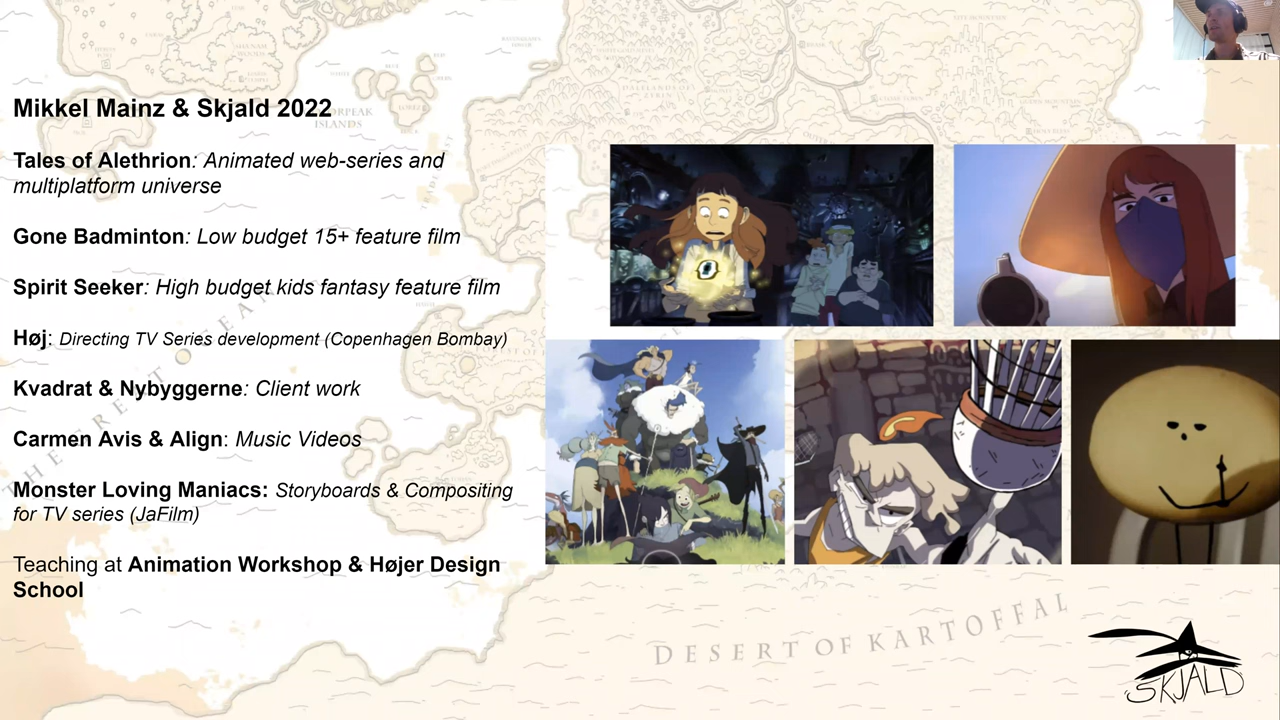 Mikkel Mainz & Skjald 2022
Tales of Alethrion: Animated web-series and
multiplatform universe
Gone Badminton: Low budget 15+ feature film
Spirit Seeker: High budget kids fantasy feature film
Høj: Directing TV Series development (Copenhagen Bombay)
Kvadrat & Nybyggerne: Client work
Carmen Avis & Align: Music Videos
Monster Loving Maniacs: Storyboards & Compositing
for TV series (JaFilm)
Teaching at Animation Workshop & Højer Design
School
DESERT OF KARTOFFAL
SKJALD